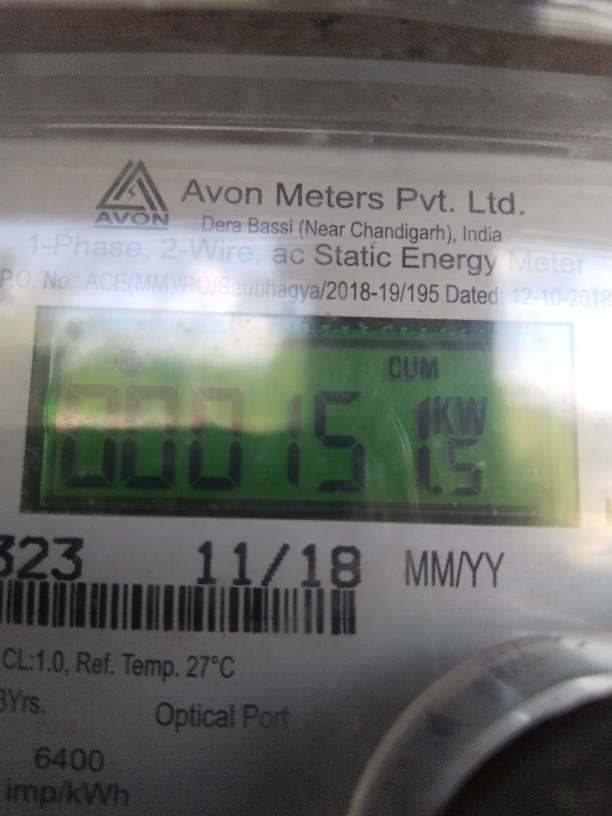 AVON
Avon Meters Pvt. Ltd.
Dera Bassi (Near Chandigarh), India
1-Phase, 2-Wire, ac Static Energy Meter
P.O. No.: ACE(MM)/PO/Saubhagya/2018-19/195 Dated: 12-10-2018
CUM
00015
KW
1.5
323 11/18 MM/YY
CL:1.0, Ref. Temp. 27°C
3Yrs.
Optical Port
6400
imp/kWh